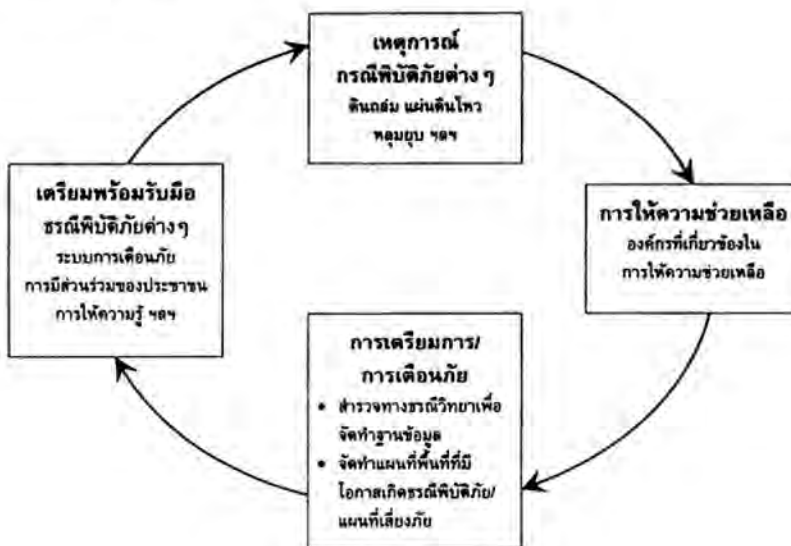 เหตุการณ์
กรณีพิบัติภัยต่าง ๆ
ดินถล่ม แผ่นดินไหว
หลุมยุบ ฯลฯ
การให้ความช่วยเหลือ
องค์กรที่เกี่ยวข้องใน
การให้ความช่วยเหลือ
การเตรียมการ/
การเตือนภัย
• สำรวจทางธรณีวิทยาเพื่อ
จัดทำฐานข้อมูล
• จัดทำแผนที่พื้นที่ที่มี
โอกาสเกิดธรณีพิบัติภัย/
แผนที่เสี่ยงภัย
เตรียมพร้อมรับมือ
ธรณีพิบัติภัยต่าง ๆ
ระบบการเตือนภัย
การมีส่วนร่วมของประชาชน
การให้ความรู้ ฯลฯ